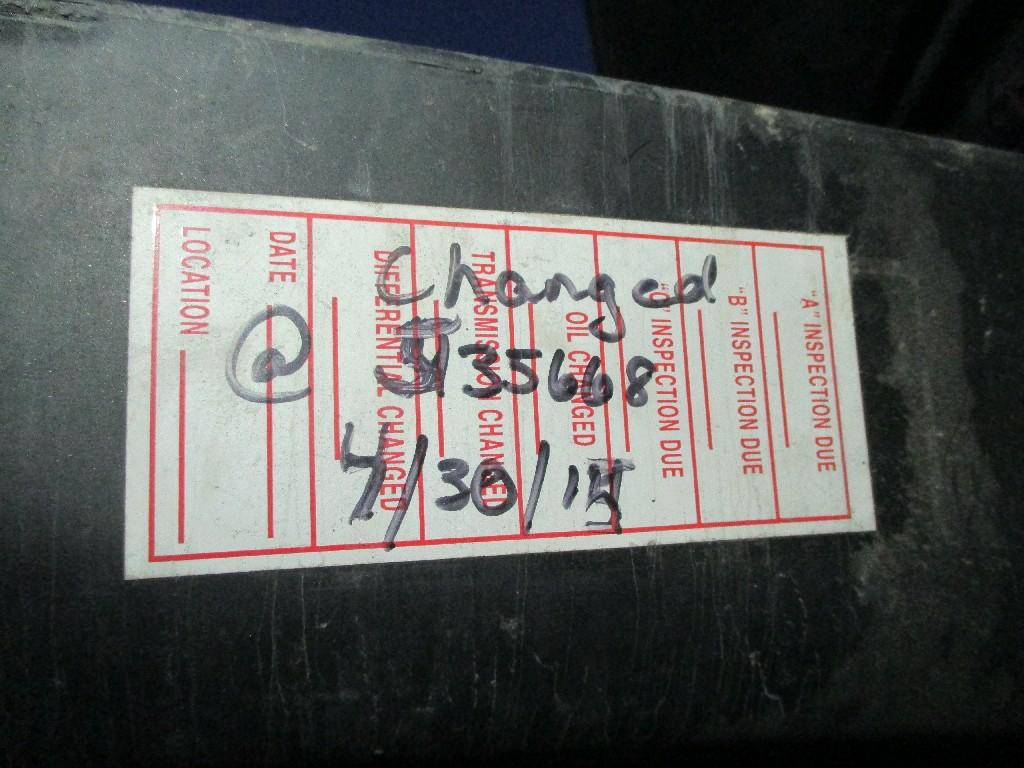 "A" INSPECTION DUE
"B" INSPECTION DUE
"C" INSPECTION DUE
OIL CHANGED
TRANSMISSION CHANGED
DIFFERENTIAL CHANGED
DATE
LOCATION
Changed
@ 35668
4/30/15